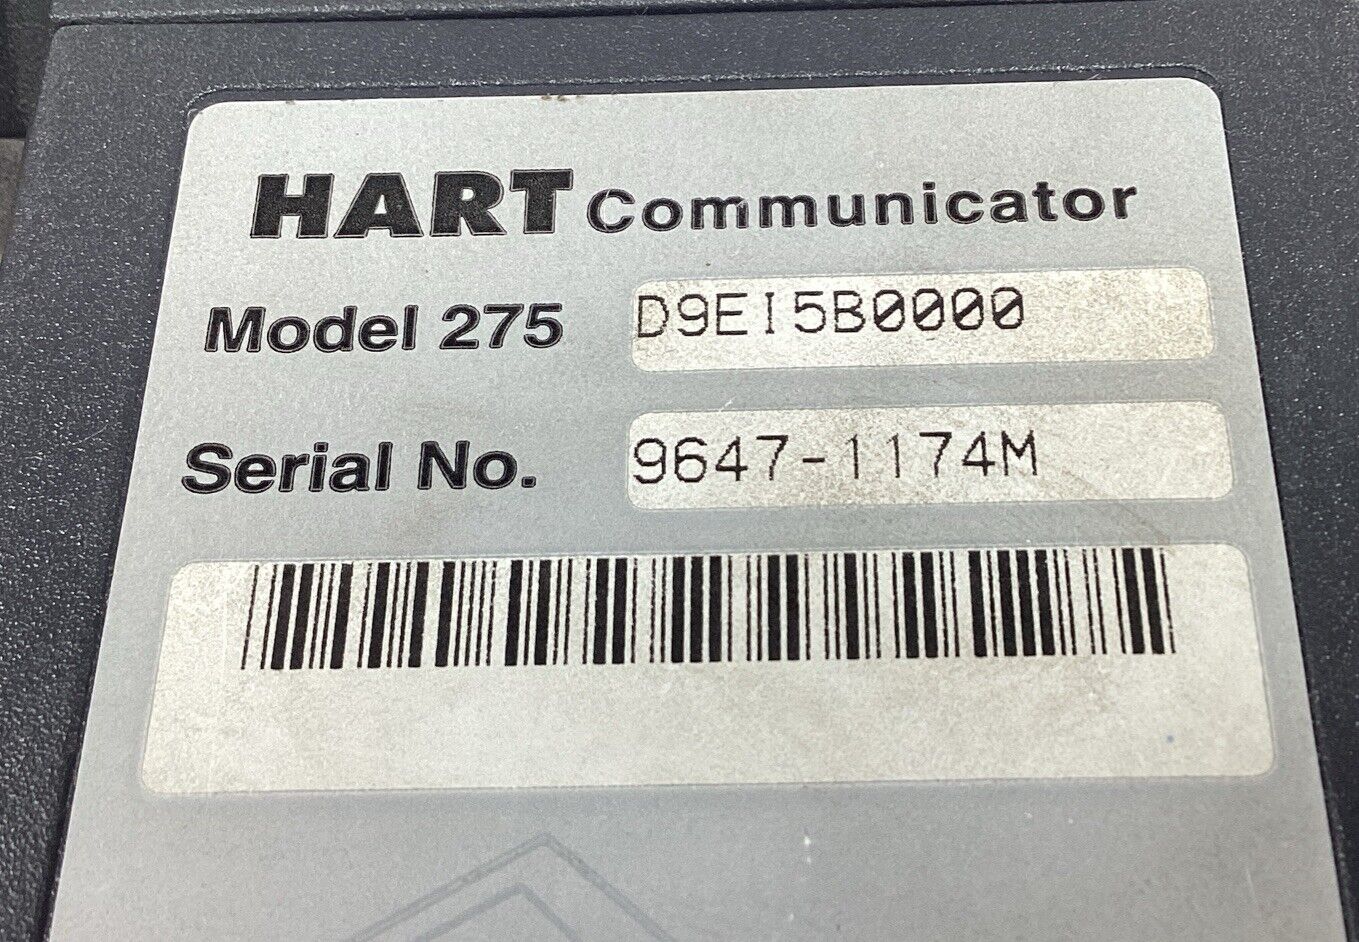 HART Communicator
Model 275 D9EI5B0000
Serial No. 9647-1174M